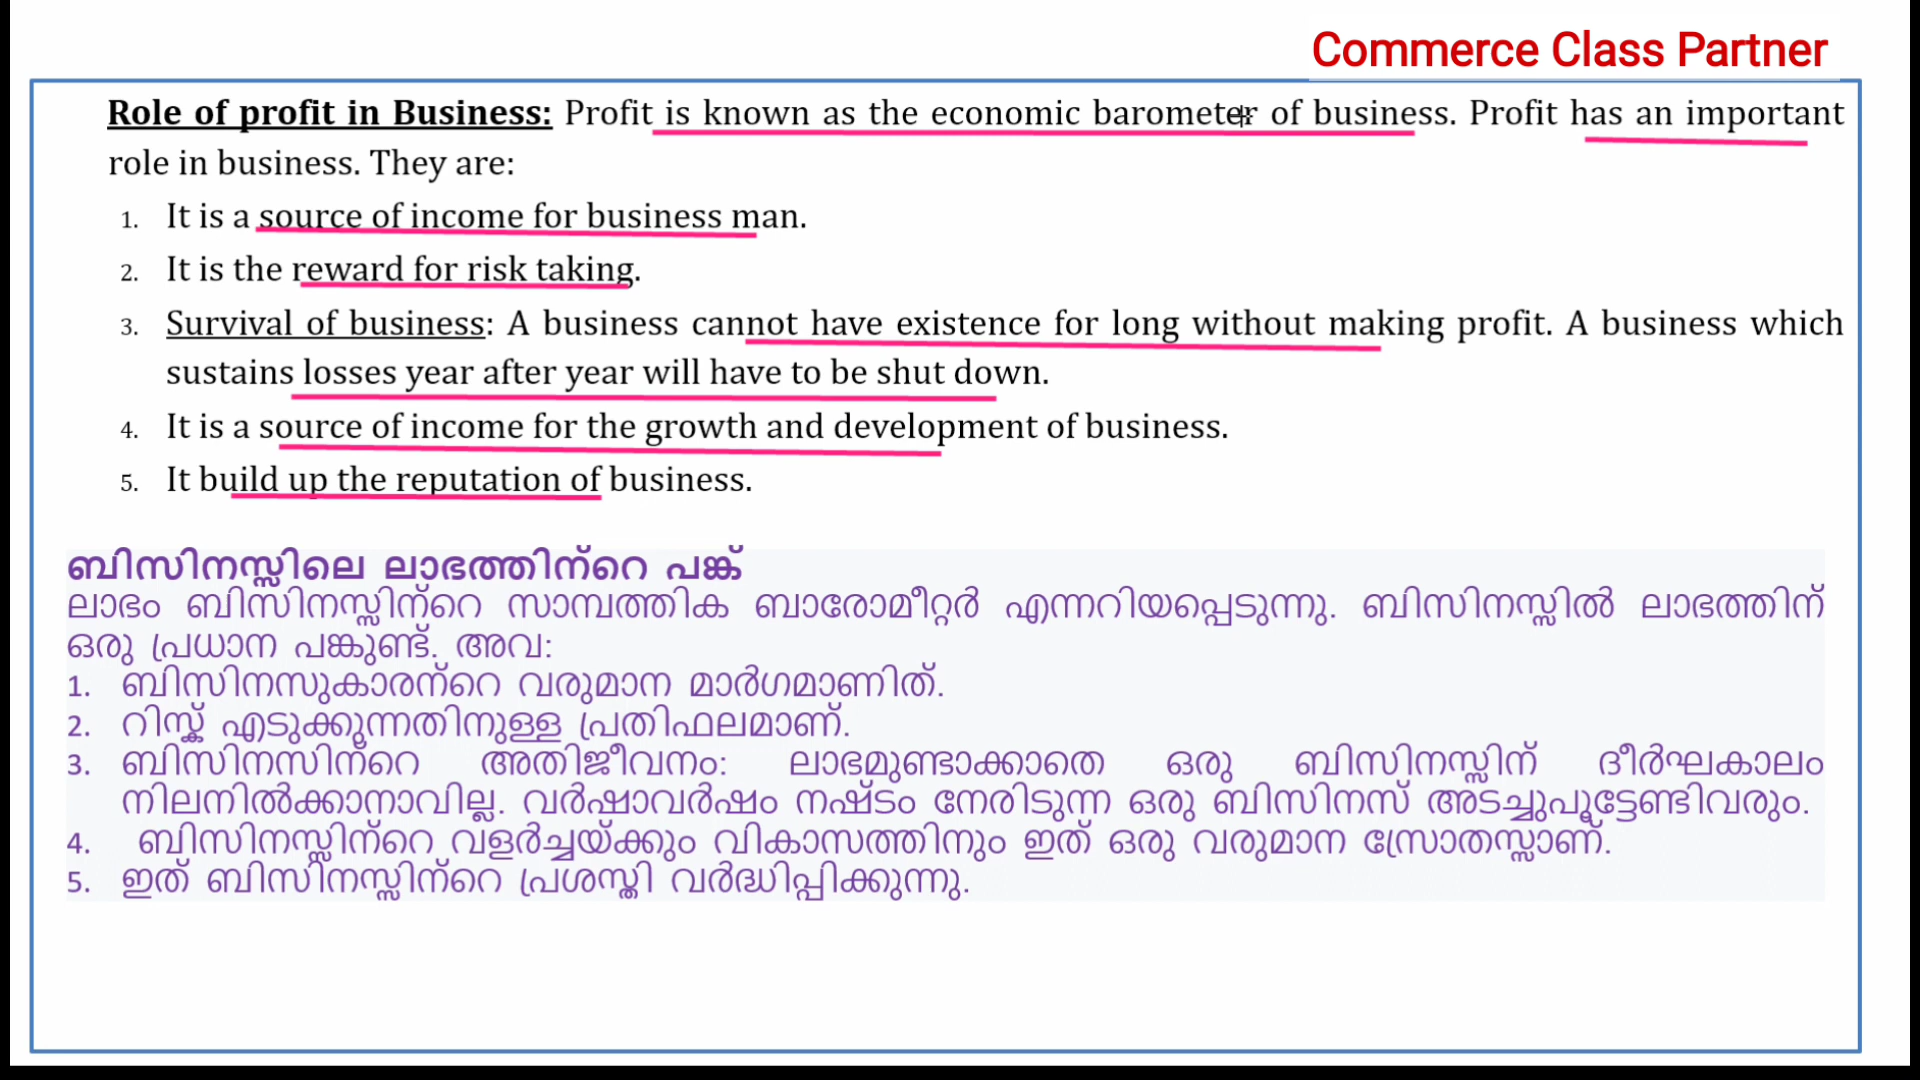 Commerce Class Partner
Role of profit in Business: Profit is known as the economic barometer of business. Profit has an important
role in business. They are:
1. It is a source of income for business man.
2. It is the reward for risk taking.
3. Survival of business: A business cannot have existence for long without making profit. A business which
sustains losses year after year will have to be shut down.
4. It is a source of income for the growth and development of business.
5. It build up the reputation of business.
ബിസിനസ്സിലെ ലാഭത്തിന്റെ പങ്ക്
ലാഭം ബിസിനസ്സിന്റെ സാമ്പത്തിക ബാരോമീറ്റർ എന്നറിയപ്പെടുന്നു. ബിസിനസ്സിൽ ലാഭത്തിന്
ഒരു പ്രധാന പങ്കുണ്ട്. അവ:
1. ബിസിനസുകാരന്റെ വരുമാന മാർഗമാണിത്.
2. റിസ്ക് എടുക്കുന്നതിനുള്ള പ്രതിഫലമാണ്.
3. ബിസിനസിന്റെ അതിജീവനം: ലാഭമുണ്ടാക്കാതെ ഒരു ബിസിനസ്സിന് ദീർഘകാലം
നിലനിൽക്കാനാവില്ല. വർഷാവർഷം നഷ്ടം നേരിടുന്ന ഒരു ബിസിനസ് അടച്ചുപൂട്ടേണ്ടിവരും.
4. ബിസിനസ്സിന്റെ വളർച്ചയ്ക്കും വികാസത്തിനും ഇത് ഒരു വരുമാന സ്രോതസ്സാണ്.
5. ഇത് ബിസിനസ്സിന്റെ പ്രശസ്തി വർദ്ധിപ്പിക്കുന്നു.